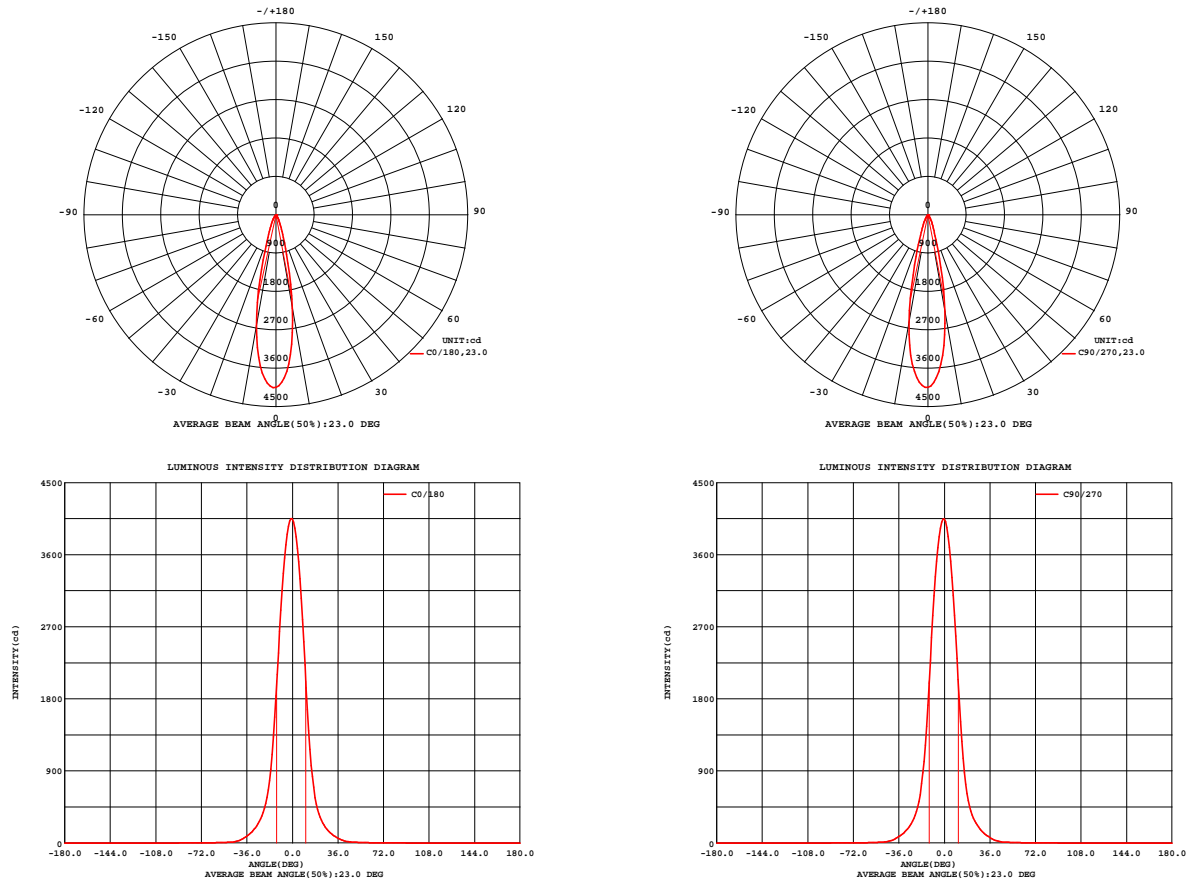 -/+180
-150 150
-120 120
-90 90
-60 60
-30 30
0
900
1800
2700
3600
4500
0
UNIT:cd
C0/180,23.0
AVERAGE BEAM ANGLE(50%):23.0 DEG
-/+180
-150 150
-120 120
-90 90
-60 60
-30 30
0
900
1800
2700
3600
4500
0
UNIT:cd
C90/270,23.0
AVERAGE BEAM ANGLE(50%):23.0 DEG
LUMINOUS INTENSITY DISTRIBUTION DIAGRAM
C0/180
INTENSITY(cd)
4500
3600
2700
1800
900
0
-180.0 -144.0 -108.0 -72.0 -36.0 0.0 36.0 72.0 108.0 144.0 180.0
ANGLE(DEG)
AVERAGE BEAM ANGLE(50%):23.0 DEG
LUMINOUS INTENSITY DISTRIBUTION DIAGRAM
C90/270
INTENSITY(cd)
4500
3600
2700
1800
900
0
-180.0 -144.0 -108.0 -72.0 -36.0 0.0 36.0 72.0 108.0 144.0 180.0
ANGLE(DEG)
AVERAGE BEAM ANGLE(50%):23.0 DEG